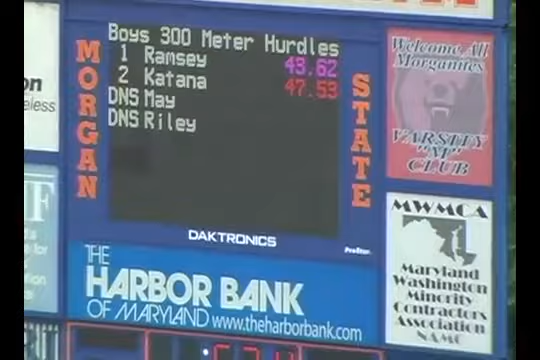 Boys 300 Meter Hurdles
1 Ramsey 43.62
2 Katana 47.53
DNS May
DNS Riley
MORGAN
STATE
DAKTRONICS
ProStar
THE
HARBOR BANK
OF MARYLAND www.theharborbank.com
Welcome All
Morganites
VARSITY
"M"
CLUB
MWMCA
Maryland
Washington
Minority
Contractors
Association
NAMC